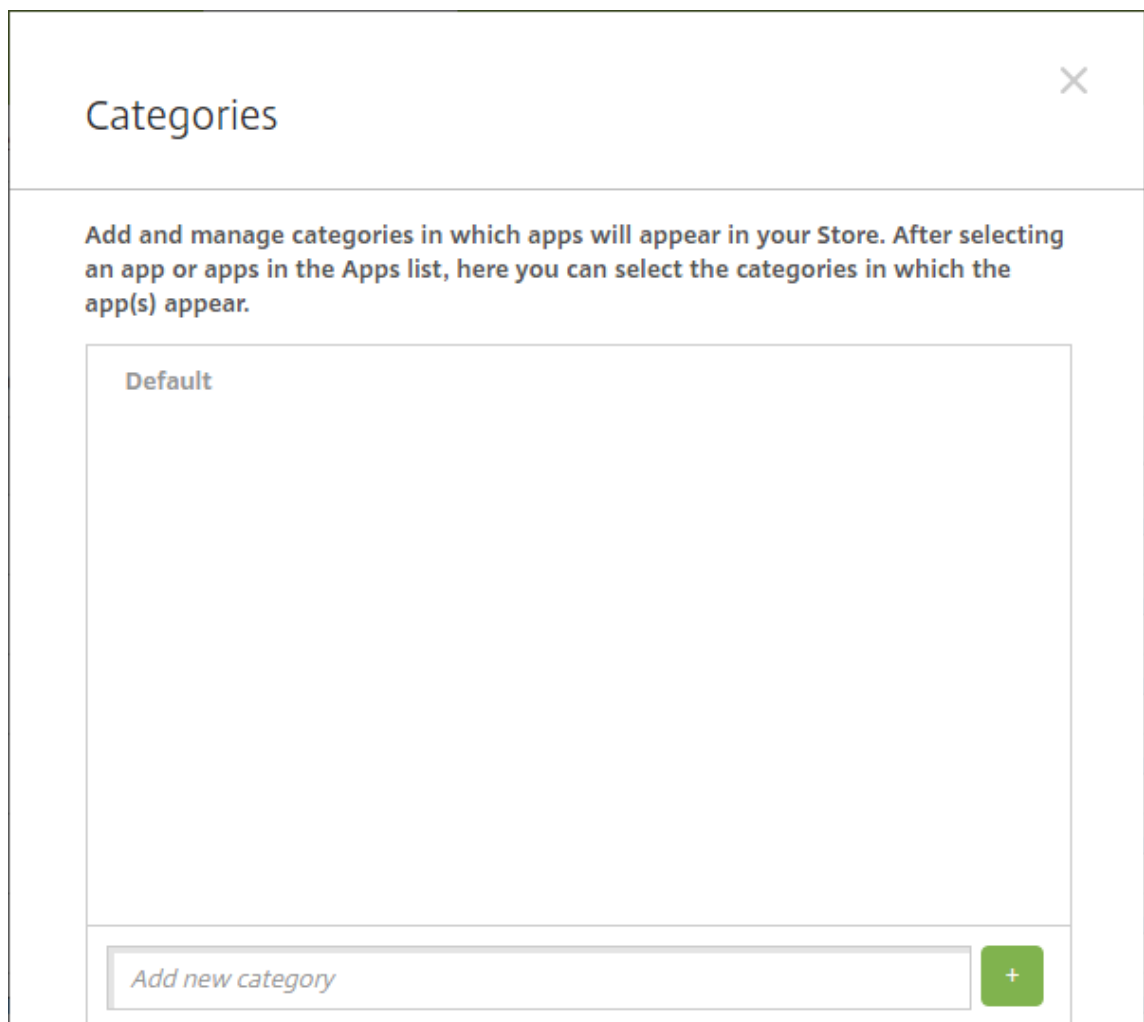 Categories
Add and manage categories in which apps will appear in your Store. After selecting
an app or apps in the Apps list, here you can select the categories in which the
app(s) appear.
Default
Add new category
+